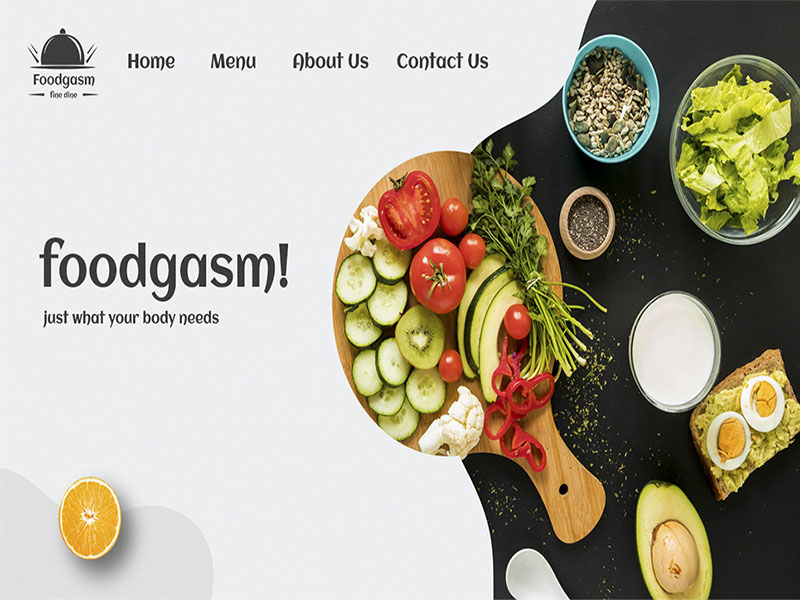 Foodgasm
fine dine
Home Menu About Us Contact Us
foodgasm!
just what your body needs